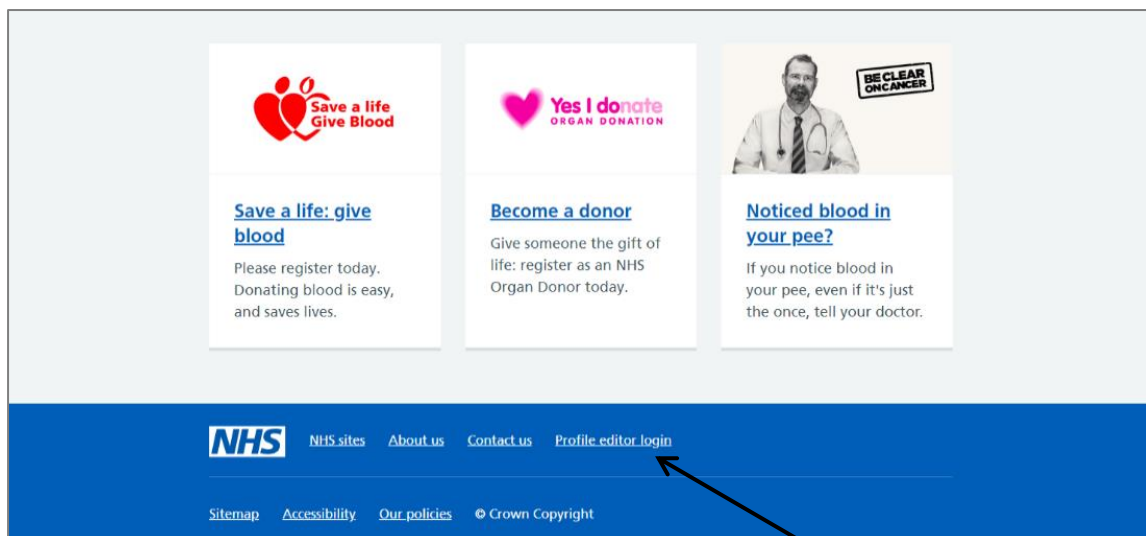 Save a life
Give Blood
Yes I donate
ORGAN DONATION
BE CLEAR
ON CANCER
Save a life: give
blood
Please register today.
Donating blood is easy,
and saves lives.
Become a donor
Give someone the gift of
life: register as an NHS
Organ Donor today.
Noticed blood in
your pee?
If you notice blood in
your pee, even if it's just
the once, tell your doctor.
NHS NHS sites About us Contact us Profile editor login
Sitemap Accessibility Our policies © Crown Copyright